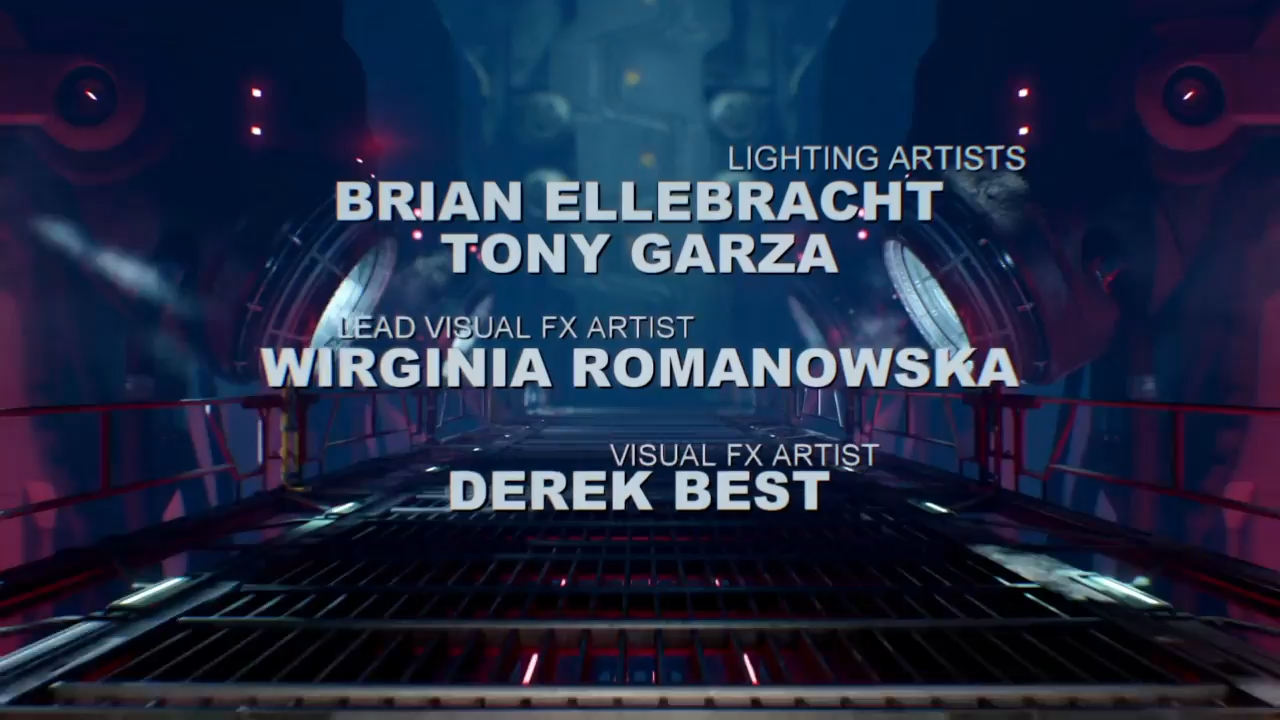 LIGHTING ARTISTS
BRIAN ELLEBRACHT
TONY GARZA
LEAD VISUAL FX ARTIST
WIRGINIA ROMANOWSKA
VISUAL FX ARTIST
DEREK BEST